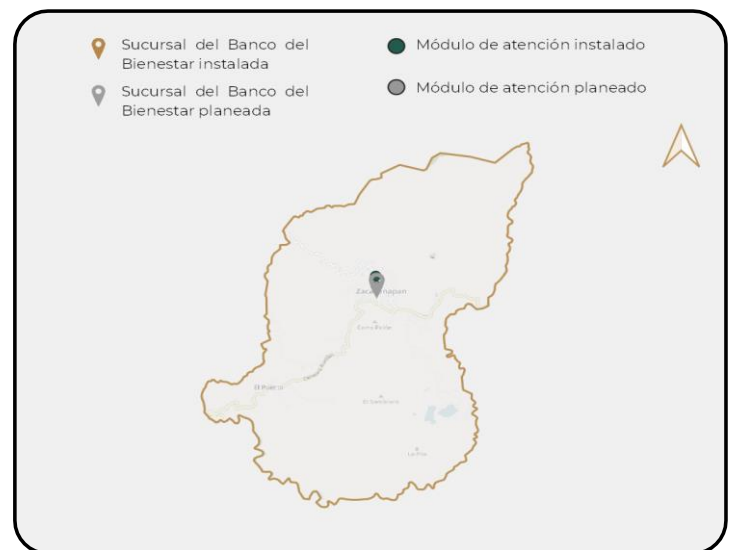 Sucursal del Banco del
Bienestar instalada
Módulo de atención instalado
Sucursal del Banco del
Bienestar planeada
Módulo de atención planeado
El Puerto